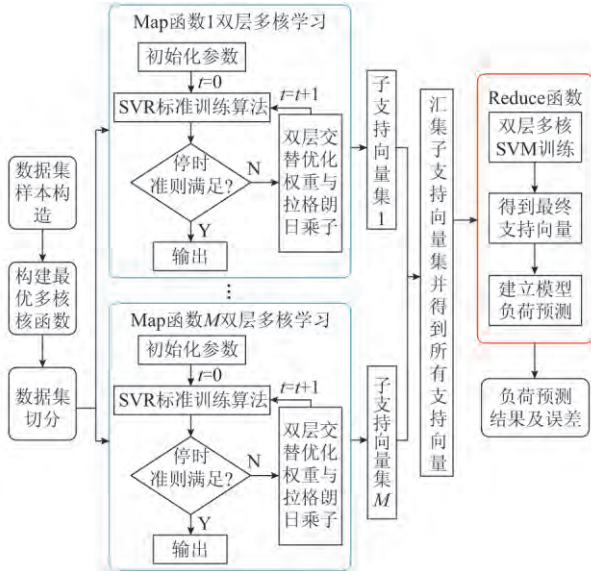 数据集
样本构造
构建最
优多核
核函数
数据集
切分
Map函数1双层多核学习
初始化参数
t=0
SVR标准训练算法
t=t+1
停时
准则满足?
N
双层交
替优化
权重与
拉格朗
日乘子
Y
输出
⋮
Map函数M双层多核学习
初始化参数
t=0
SVR标准训练算法
t=t+1
停时
准则满足?
N
双层交
替优化
权重与
拉格朗
日乘子
Y
输出
子支持向量集1
子支持向量集M
汇集子支持向量集并得到所有支持向量
Reduce函数
双层多核
SVM训练
得到最终
支持向量
建立模型
负荷预测
负荷预测
结果及误差